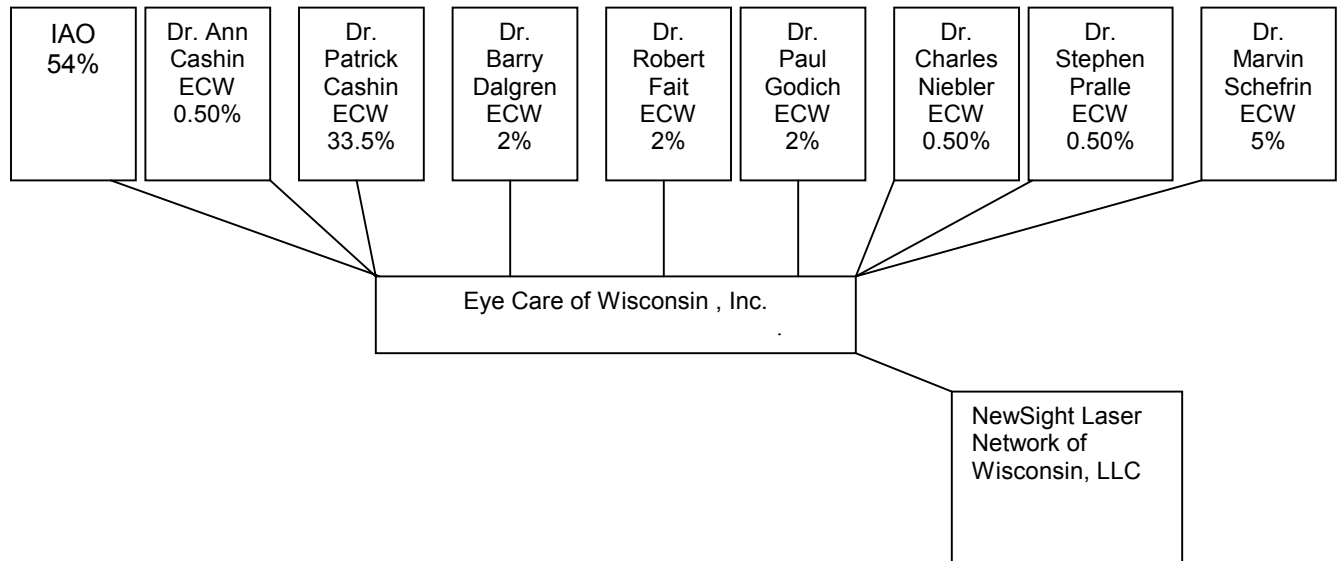 IAO
54%
Dr. Ann
Cashin
ECW
0.50%
Dr.
Patrick
Cashin
ECW
33.5%
Dr.
Barry
Dalgren
ECW
2%
Dr.
Robert
Fait
ECW
2%
Dr.
Paul
Godich
ECW
2%
Dr.
Charles
Niebler
ECW
0.50%
Dr.
Stephen
Pralle
ECW
0.50%
Dr.
Marvin
Schefrin
ECW
5%
Eye Care of Wisconsin , Inc.
.
NewSight Laser
Network of
Wisconsin, LLC